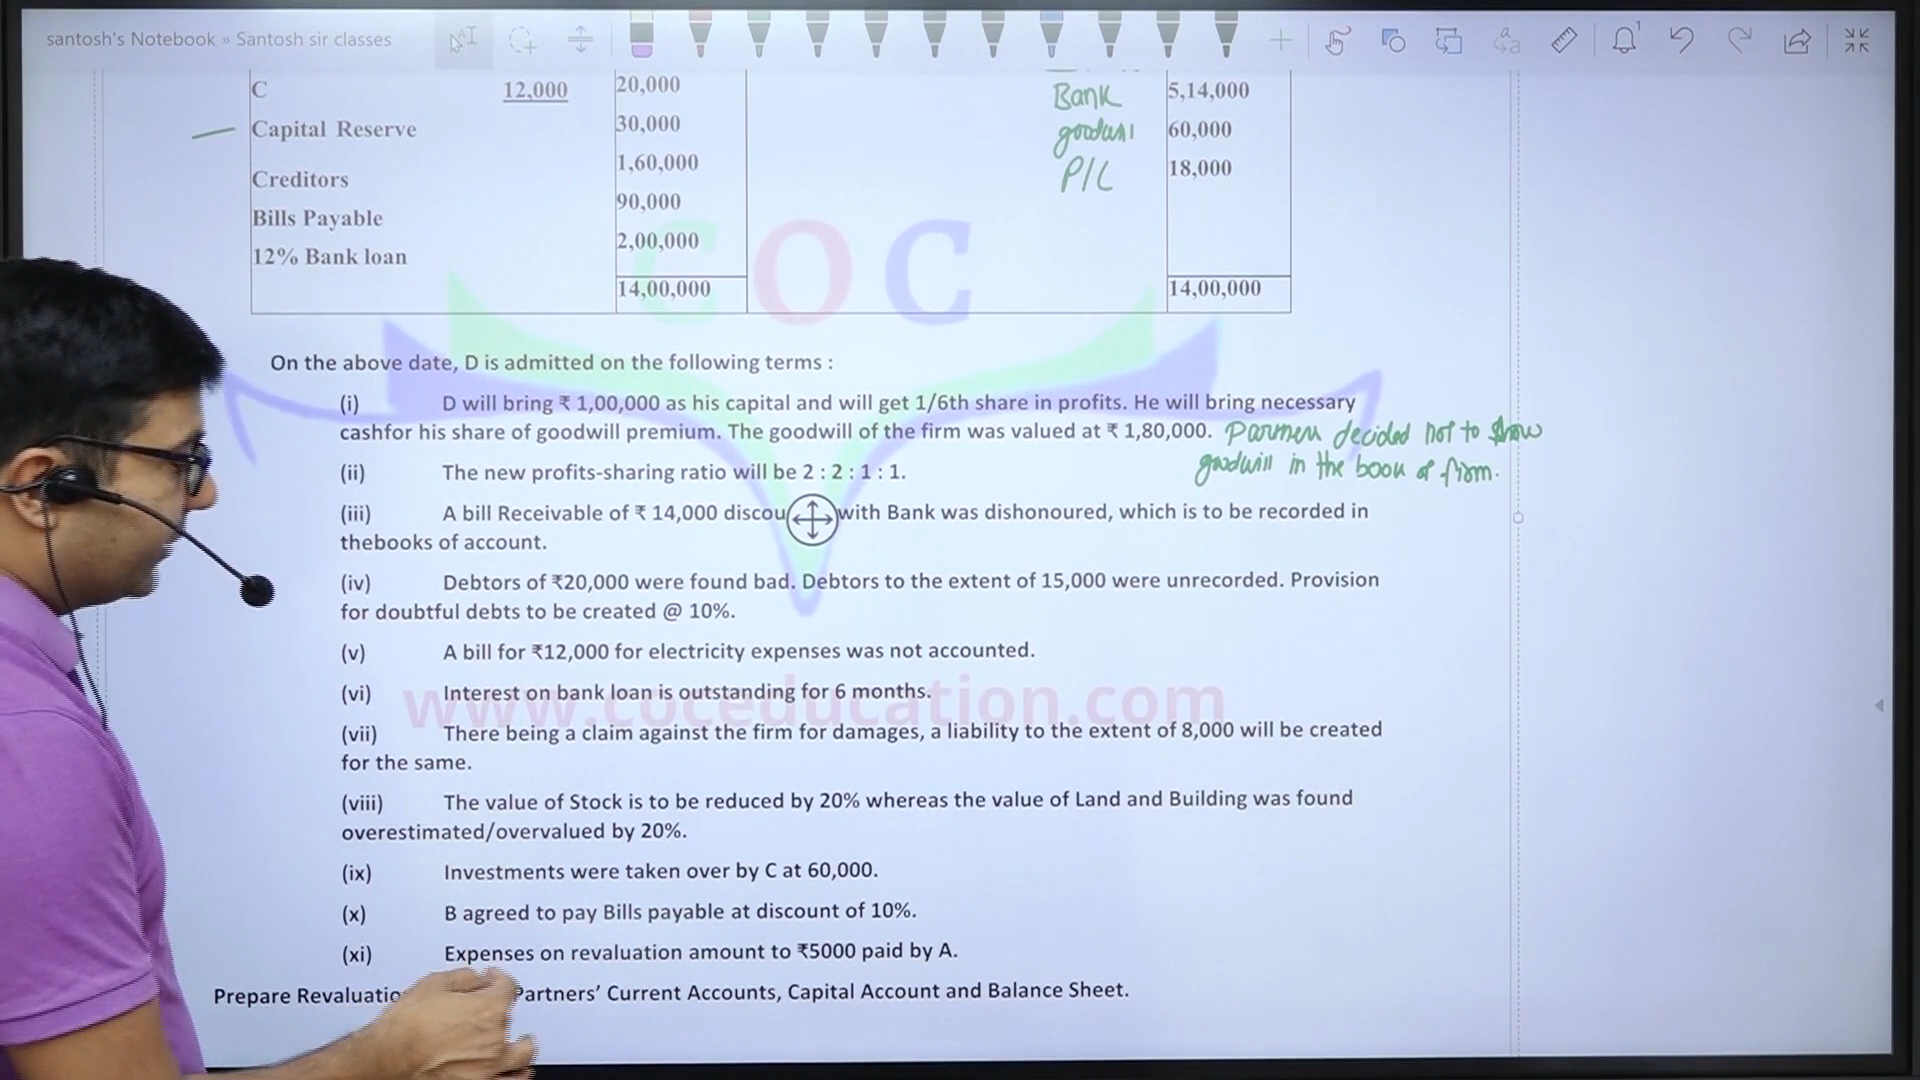 santosh's Notebook » Santosh sir classes
C 12,000 20,000 Bank 5,14,000
Capital Reserve 30,000 60,000
1,60,000 P/L 18,000
Creditors
90,000
Bills Payable
2,00,000
12% Bank loan
14,00,000 14,00,000
COC
On the above date, D is admitted on the following terms :
(i) D will bring ₹ 1,00,000 as his capital and will get 1/6th share in profits. He will bring necessary
cashfor his share of goodwill premium. The goodwill of the firm was valued at ₹ 1,80,000. decided not to show
goodwill in the book of firm.
(ii) The new profits-sharing ratio will be 2 : 2 : 1 : 1.
(iii) A bill Receivable of ₹ 14,000 discou with Bank was dishonoured, which is to be recorded in
thebooks of account.
(iv) Debtors of ₹20,000 were found bad. Debtors to the extent of 15,000 were unrecorded. Provision
for doubtful debts to be created @ 10%.
(v) A bill for ₹12,000 for electricity expenses was not accounted.
(vi) Interest on bank loan is outstanding for 6 months.
www.coceducation.com
(vii) There being a claim against the firm for damages, a liability to the extent of 8,000 will be created
for the same.
(viii) The value of Stock is to be reduced by 20% whereas the value of Land and Building was found
overestimated/overvalued by 20%.
(ix) Investments were taken over by C at 60,000.
(x) B agreed to pay Bills payable at discount of 10%.
(xi) Expenses on revaluation amount to ₹5000 paid by A.
Prepare Revaluatio Partners' Current Accounts, Capital Account and Balance Sheet.